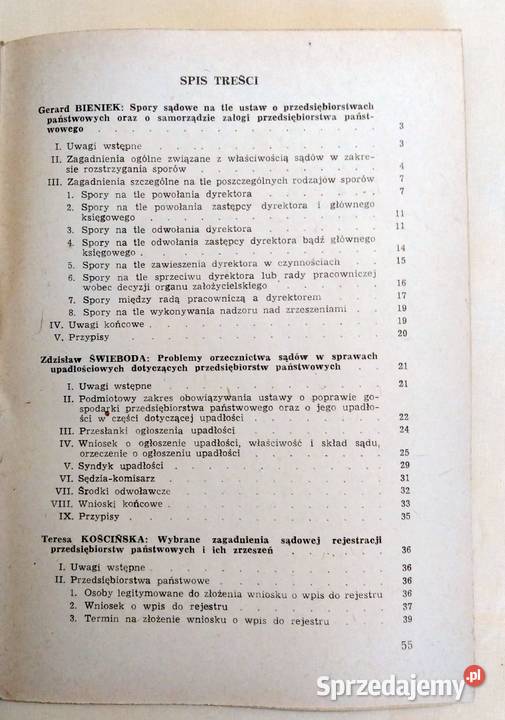 SPIS TREŚCI
Gerard BIENIEK: Spory sądowe na tle ustaw o przedsiębiorstwach
państwowych oraz o samorządzie załogi przedsiębiorstwa państ-
wowego . . . . . . . . . . 3
I. Uwagi wstępne . . . . . . . . . 3
II. Zagadnienia ogólne związane z właściwością sądów w zakre-
sie rozstrzygania sporów . . . . . . . 4
III. Zagadnienia szczególne na tle poszczególnych rodzajów sporów 7
1. Spory na tle powołania dyrektora . . . . 7
2. Spory na tle powołania zastępcy dyrektora i głównego
księgowego . . . . . . . . 11
3. Spory na tle odwołania dyrektora . . . . 11
4. Spory na tle odwołania zastępcy dyrektora bądź głównego
księgowego . . . . . . . . 14
5. Spory na tle zawieszenia dyrektora w czynnościach . 15
6. Spory na tle sprzeciwu dyrektora lub rady pracowniczej
wobec decyzji organu założycielskiego . . . . 16
7. Spory między radą pracowniczą a dyrektorem . . 17
8. Spory na tle wykonywania nadzoru nad zrzeszeniami . 19
IV. Uwagi końcowe . . . . . . . . . 19
V. Przypisy . . . . . . . . . . 20
Zdzisław ŚWIEBODA: Problemy orzecznictwa sądów w sprawach
upadłościowych dotyczących przedsiębiorstw państwowych . . 21
I. Uwagi wstępne . . . . . . . . . 21
II. Podmiotowy zakres obowiązywania ustawy o poprawie go-
spodarki przedsiębiorstwa państwowego oraz o jego upadło-
ści w części dotyczącej upadłości . . . . . 22
III. Przesłanki ogłoszenia upadłości . . . . . 24
IV. Wniosek o ogłoszenie upadłości, właściwość i skład sądu,
orzeczenie o ogłoszeniu upadłości . . . . . 25
V. Syndyk upadłości . . . . . . . . 29
VI. Sędzia-komisarz . . . . . . . . 31
VII. Środki odwoławcze . . . . . . . . 32
VIII. Wnioski końcowe . . . . . . . . 33
IX. Przypisy . . . . . . . . . . 35
Teresa KOŚCIŃSKA: Wybrane zagadnienia sądowej rejestracji
przedsiębiorstw państwowych i ich zrzeszeń . . . . 36
I. Uwagi wstępne . . . . . . . . . 36
II. Przedsiębiorstwa państwowe . . . . . . 36
1. Osoby legitymowane do złożenia wniosku o wpis do rejestru 36
2. Wniosek o wpis do rejestru . . . . . 37
3. Termin na złożenie wniosku o wpis do rejestru . . 39
55
Sprzedajemy.pl